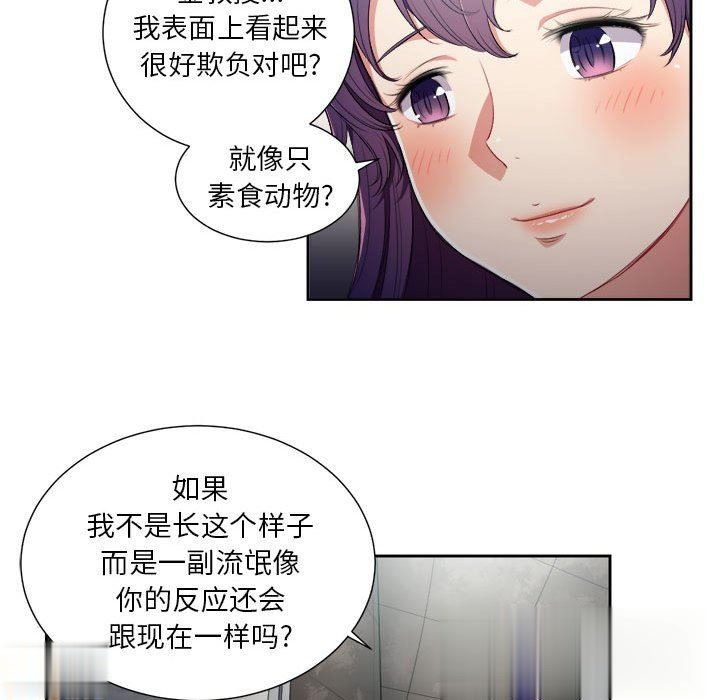 我表面上看起来
很好欺负对吧?
就像只
素食动物?
如果
我不是长这个样子
而是一副流氓像
你的反应还会
跟现在一样吗?